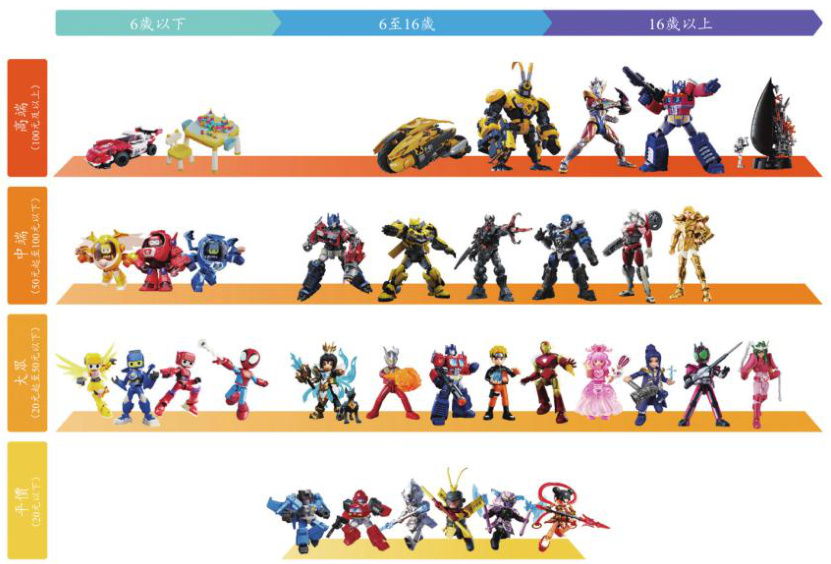 6歲以下
6至16歲
16歲以上
高端
(100元及以上)
中端
(50元起至100元以下)
大眾
(20元起至50元以下)
平價
(20元以下)